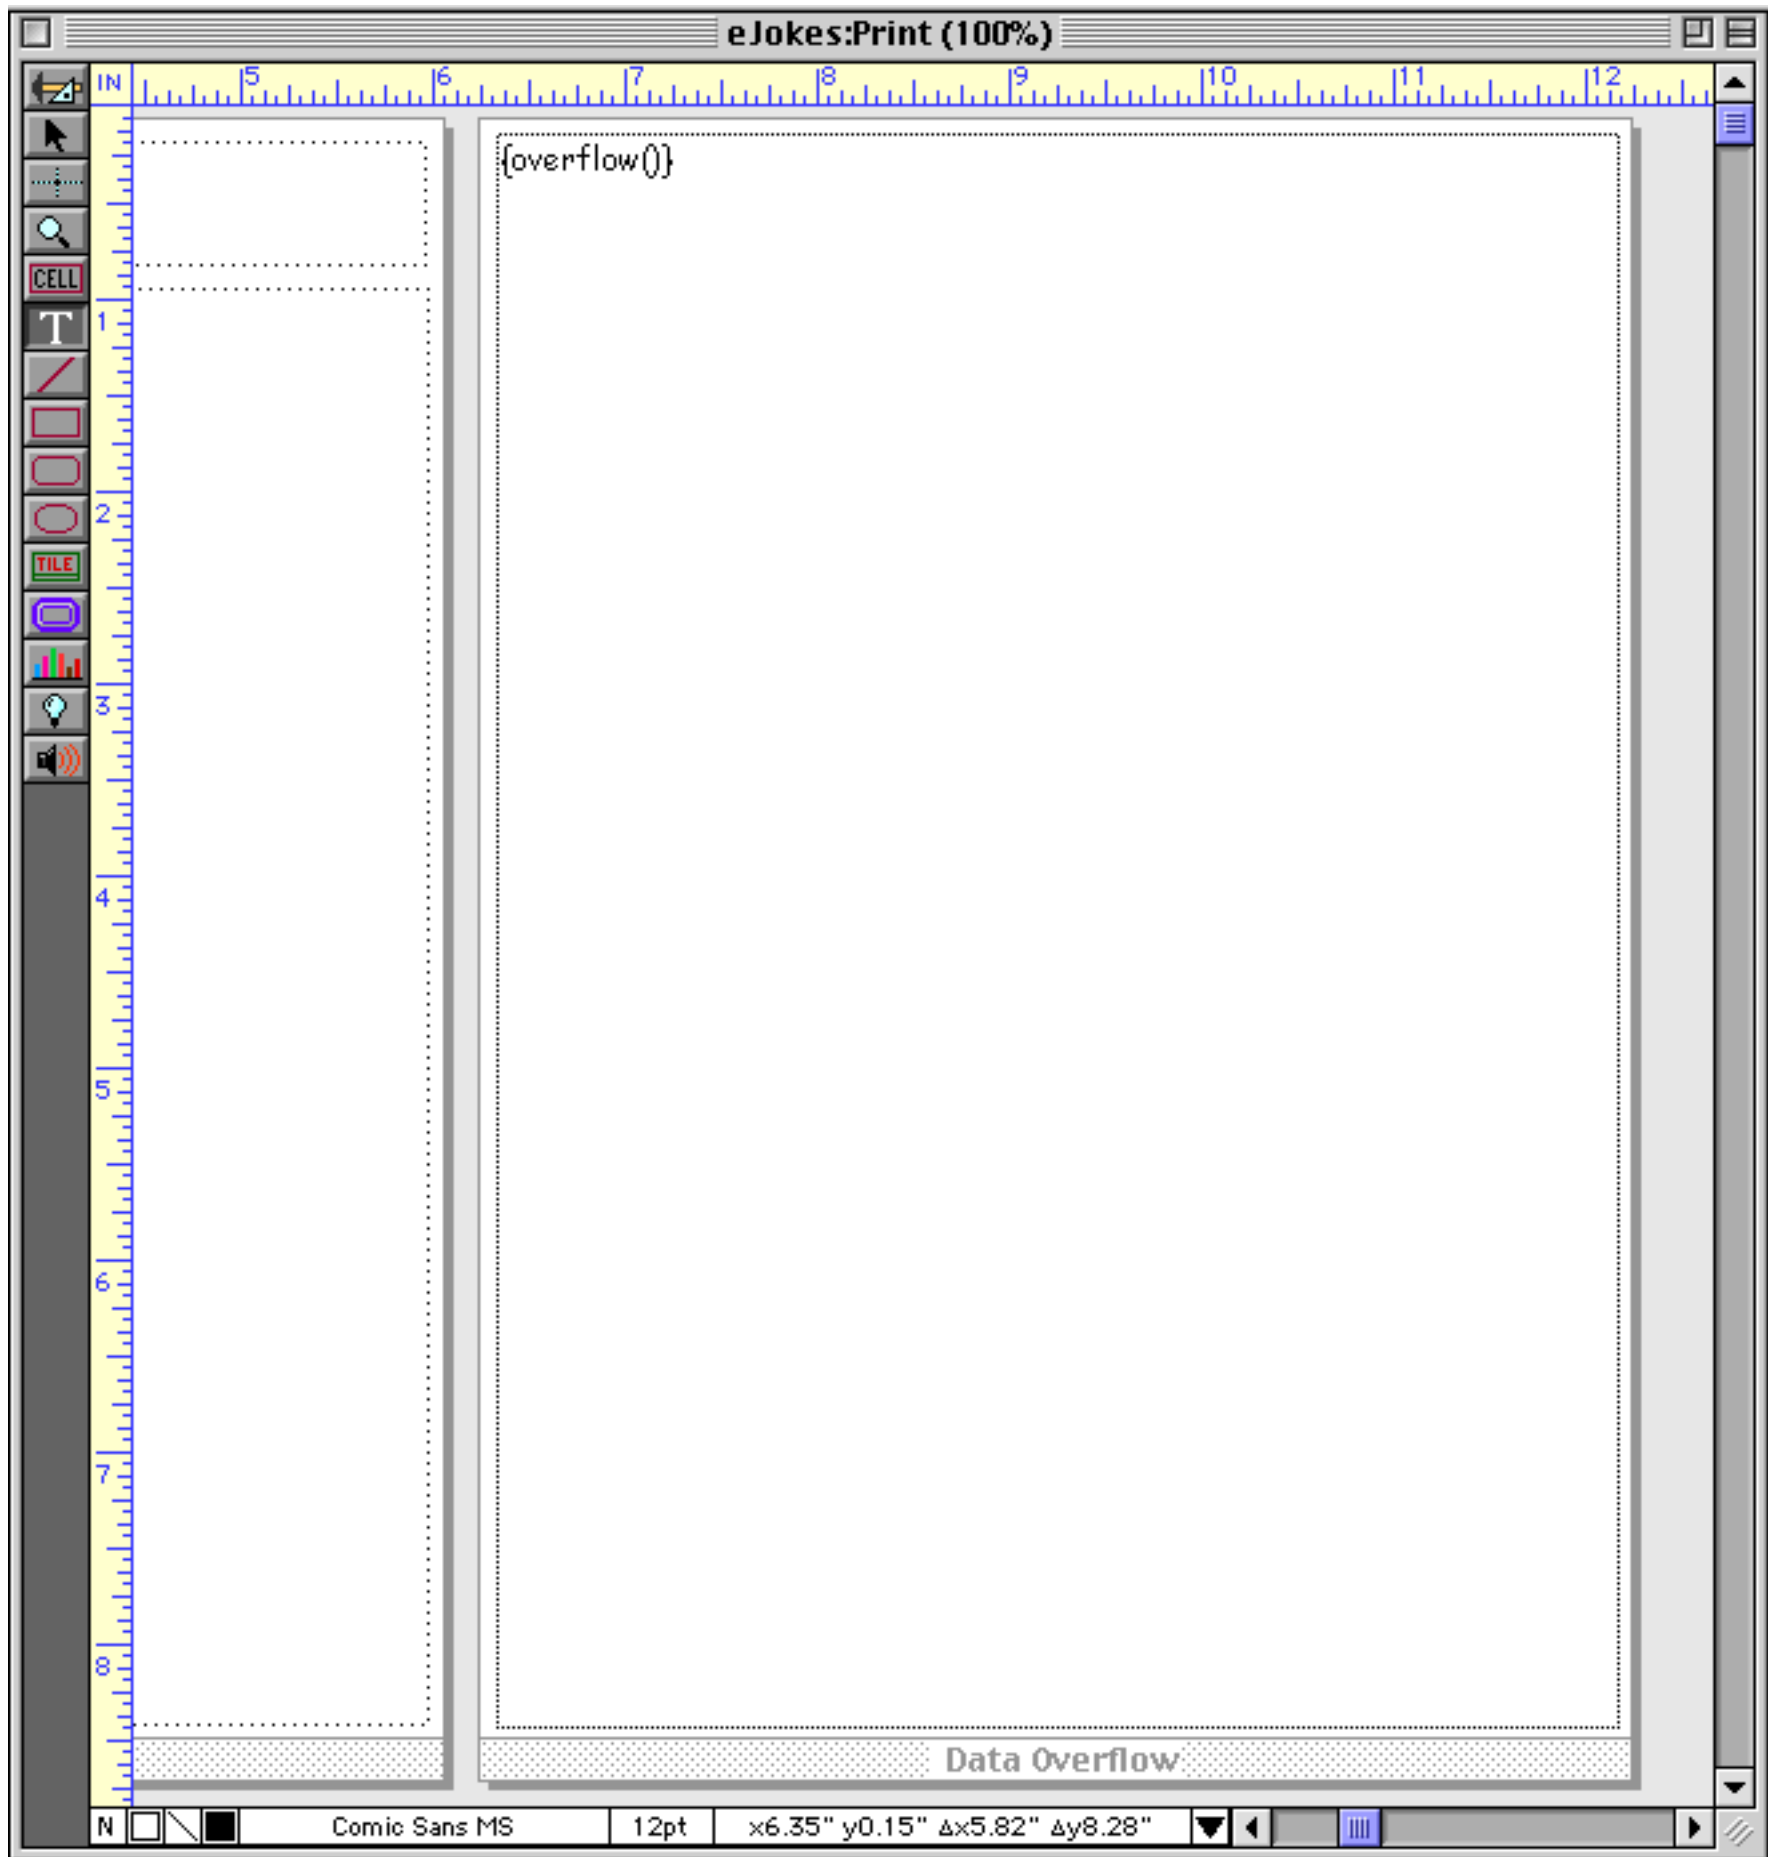 eJokes:Print (100%)
IN 5 6 7 8 9 10 11 12
{overflow()}
CELL
T
1
2
TILE
3
4
5
6
7
8
Data Overflow
N Comic Sans MS 12pt x6.35" y0.15" Δx5.82" Δy8.28"